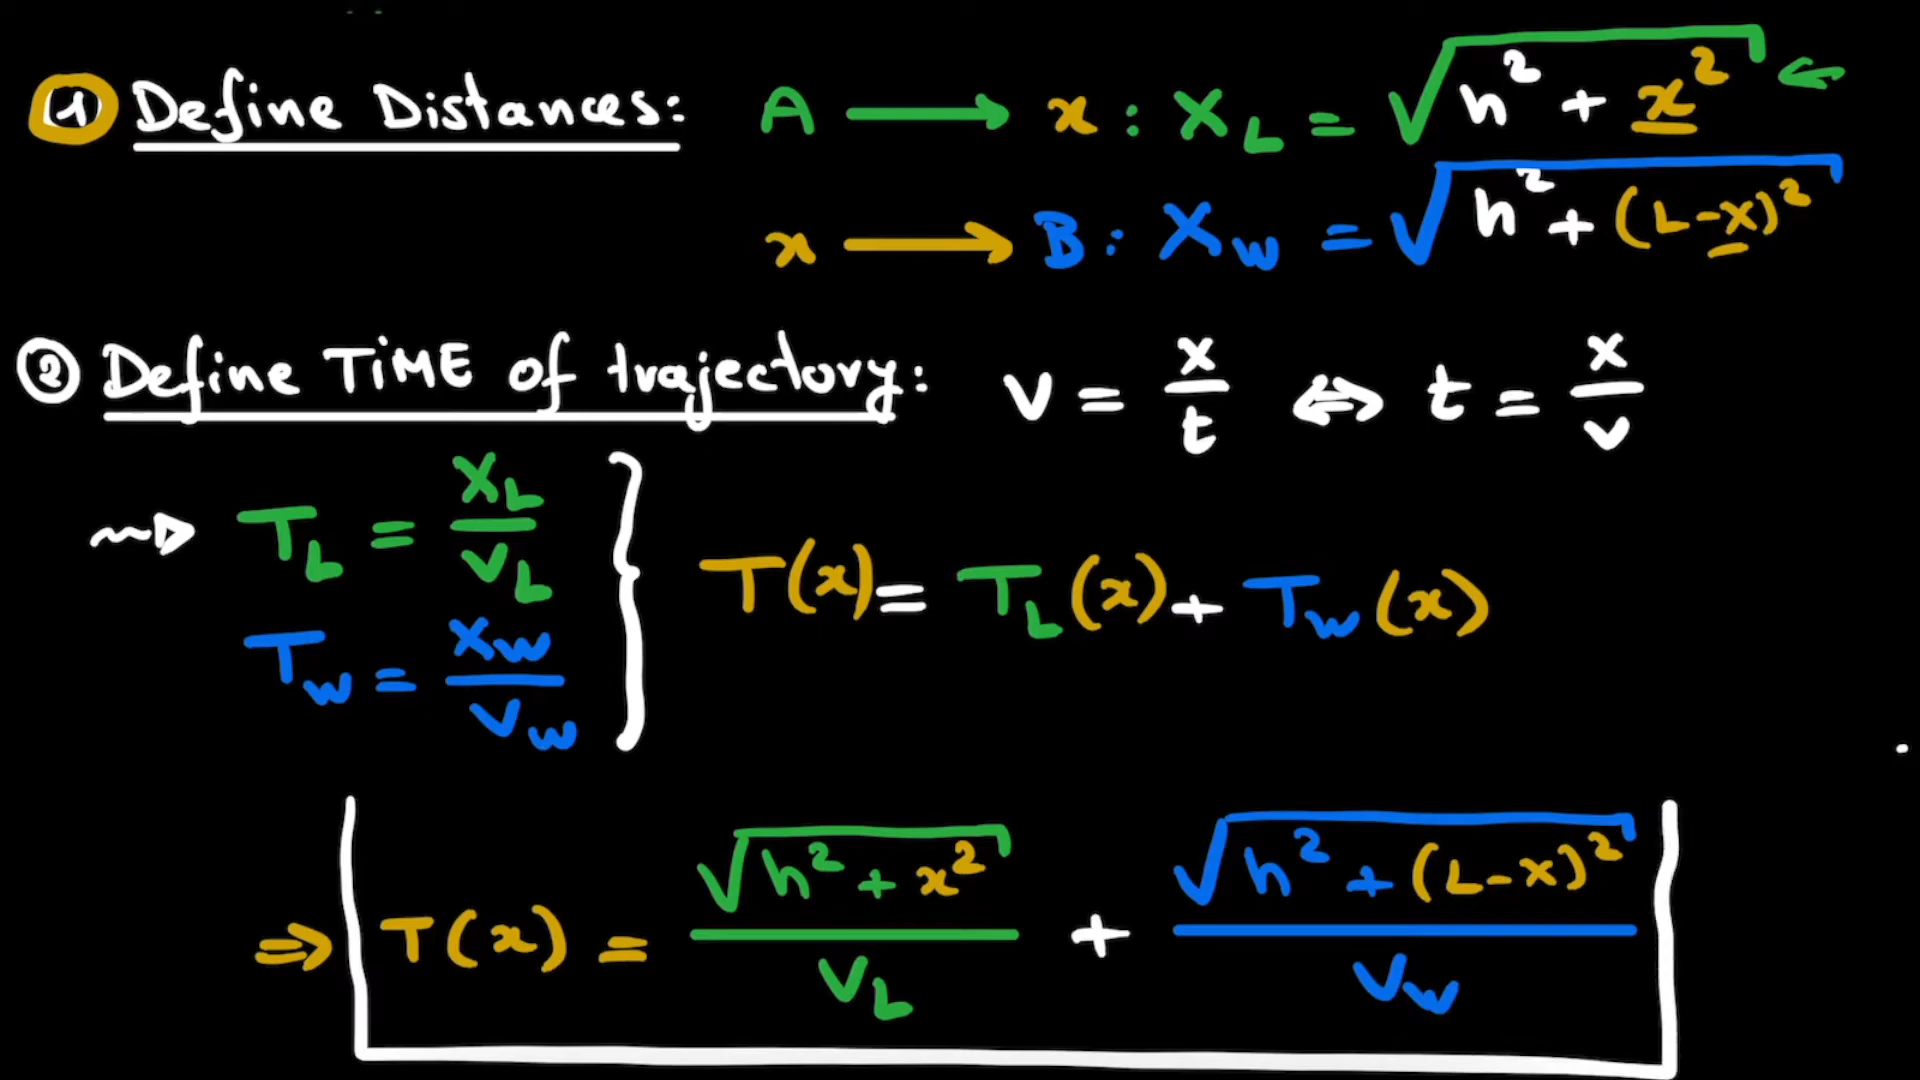 ① Define Distances: A ⟶ x : X_L = √(h² + x²) ⇐
x ⟶ B : X_W = √(h² + (L-x)²)
② Define TiME of trajectory: v = x/t ⇔ t = x/v
⇝ T_L = X_L/V_L
T_W = X_W/V_W } T(x) = T_L(x) + T_W(x)
⇒ T(x) = √(h² + x²)/V_L + √(h² + (L-x)²)/V_W